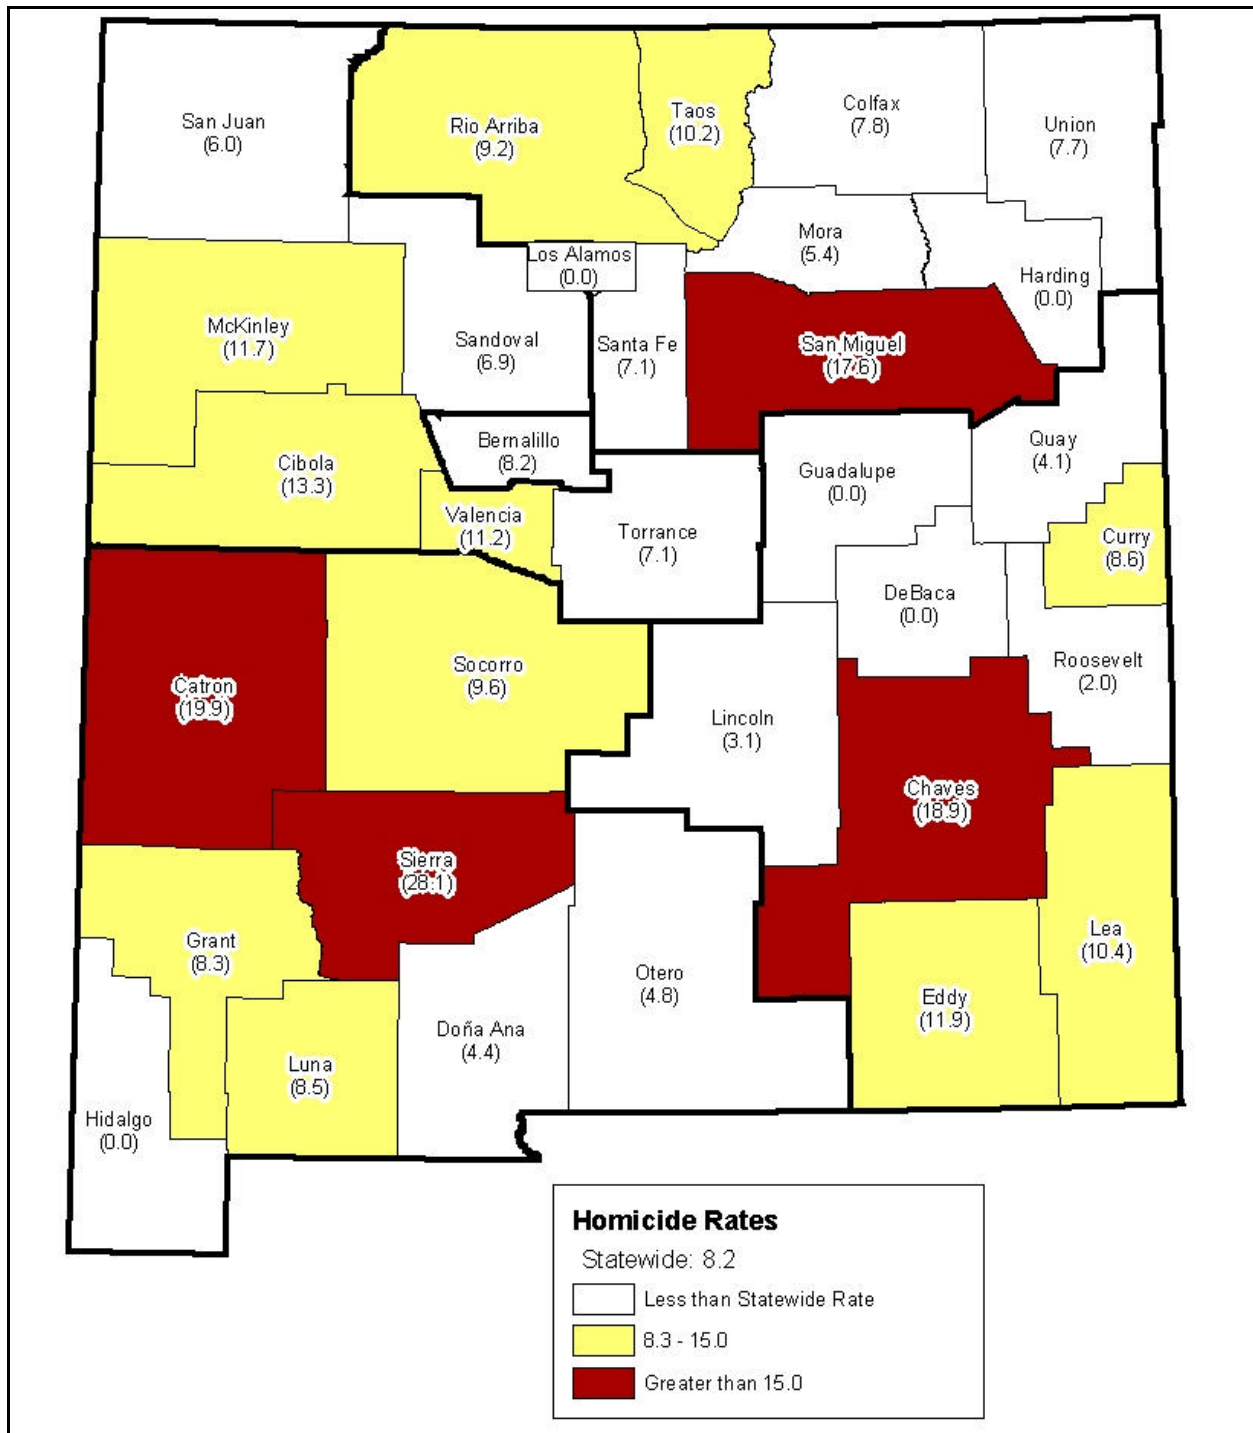 San Juan
(6.0)
Rio Arriba
(9.2)
Taos
(10.2)
Colfax
(7.8)
Union
(7.7)
Mora
(5.4)
Harding
(0.0)
Los Alamos
(0.0)
McKinley
(11.7)
Sandoval
(6.9)
Santa Fe
(7.1)
San Miguel
(17.6)
Quay
(4.1)
Bernalillo
(8.2)
Cibola
(13.3)
Guadalupe
(0.0)
Valencia
(11.2)
Torrance
(7.1)
Curry
(8.6)
DeBaca
(0.0)
Roosevelt
(2.0)
Socorro
(9.6)
Catron
(19.9)
Lincoln
(3.1)
Chaves
(18.9)
Sierra
(28.1)
Grant
(8.3)
Lea
(10.4)
Otero
(4.8)
Eddy
(11.9)
Doña Ana
(4.4)
Luna
(8.5)
Hidalgo
(0.0)
Homicide Rates
Statewide: 8.2
Less than Statewide Rate
8.3 - 15.0
Greater than 15.0